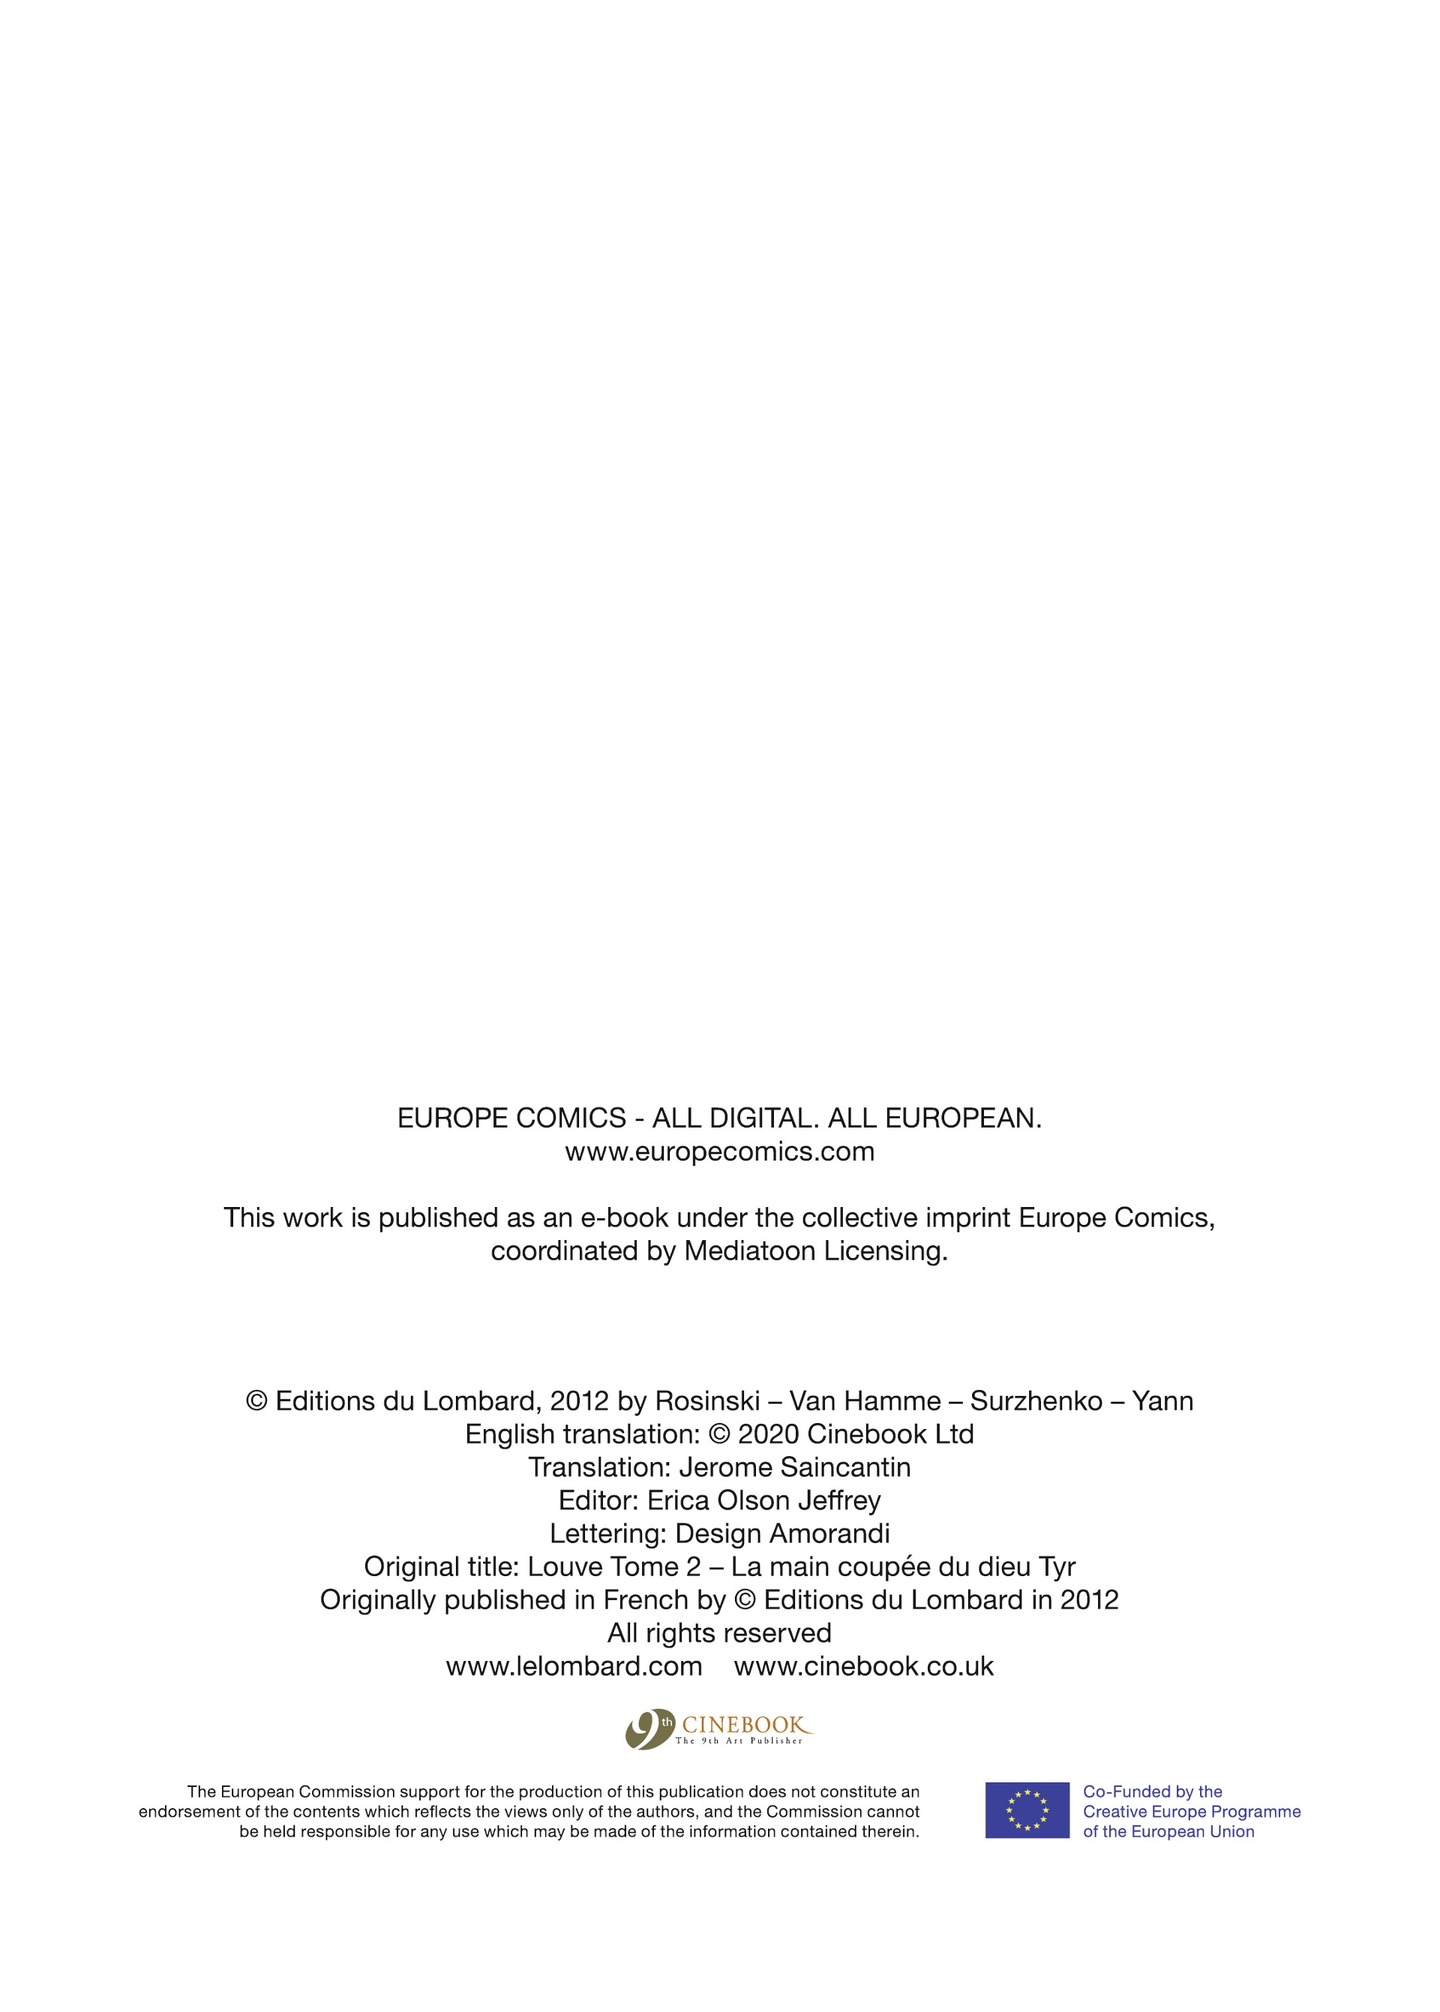 EUROPE COMICS - ALL DIGITAL. ALL EUROPEAN.
www.europecomics.com
This work is published as an e-book under the collective imprint Europe Comics,
coordinated by Mediatoon Licensing.
© Editions du Lombard, 2012 by Rosinski – Van Hamme – Surzhenko – Yann
English translation: © 2020 Cinebook Ltd
Translation: Jerome Saincantin
Editor: Erica Olson Jeffrey
Lettering: Design Amorandi
Original title: Louve Tome 2 – La main coupée du dieu Tyr
Originally published in French by © Editions du Lombard in 2012
All rights reserved
www.lelombard.com www.cinebook.co.uk
9th CINEBOOK
The 9th Art Publisher
The European Commission support for the production of this publication does not constitute an
endorsement of the contents which reflects the views only of the authors, and the Commission cannot
be held responsible for any use which may be made of the information contained therein.
Co-Funded by the
Creative Europe Programme
of the European Union